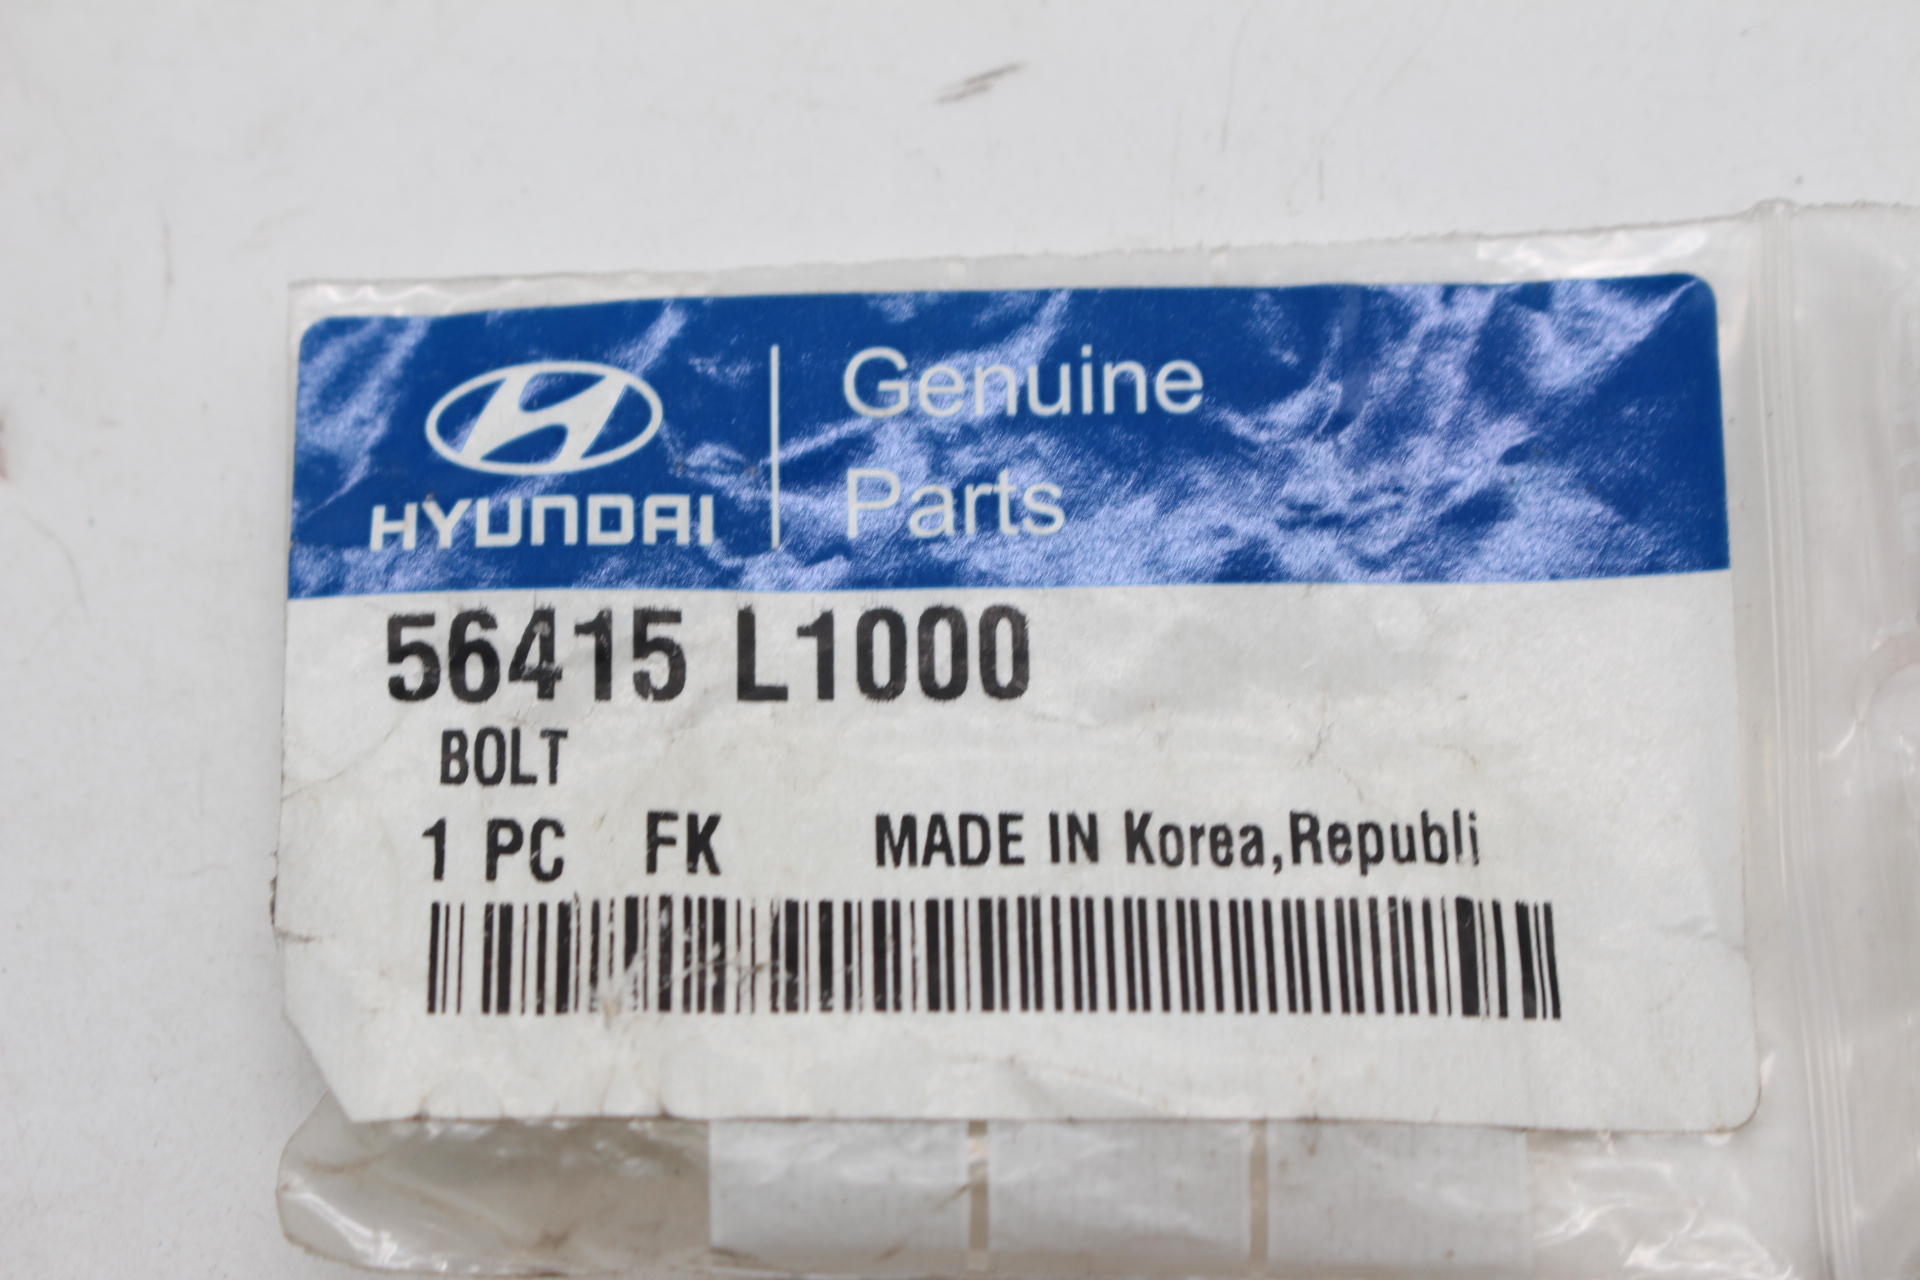 HYUNDAI
Genuine
Parts
56415 L1000
BOLT
1 PC FK MADE IN Korea,Republi